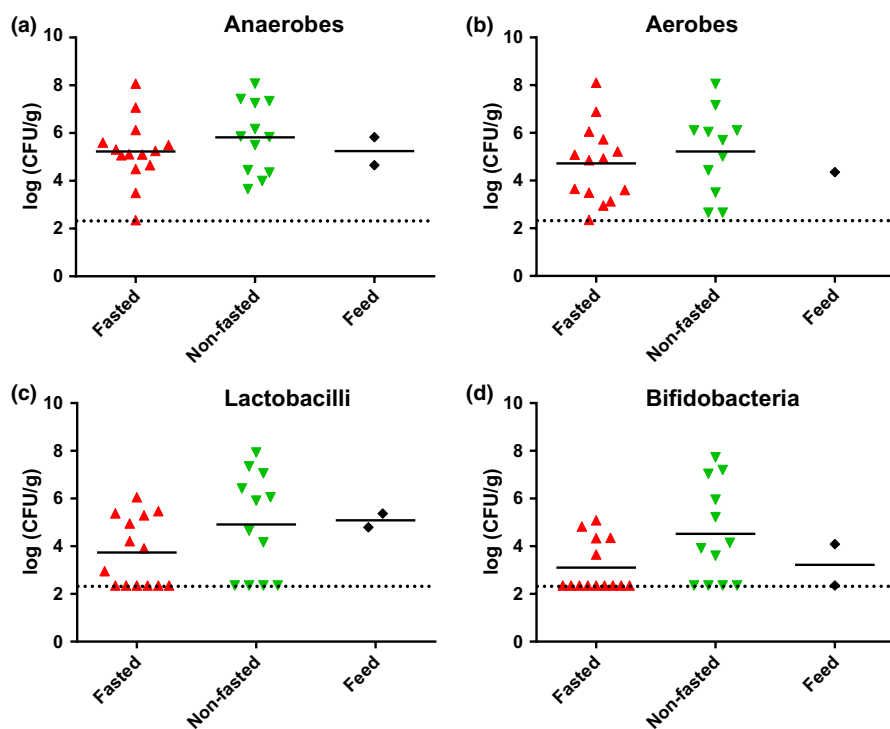 (a) Anaerobes
10
8
6
4
2
0
log (CFU/g)
Fasted
Non-fasted
Feed
(b) Aerobes
10
8
6
4
2
0
log (CFU/g)
Fasted
Non-fasted
Feed
(c) Lactobacilli
10
8
6
4
2
0
log (CFU/g)
Fasted
Non-fasted
Feed
(d) Bifidobacteria
10
8
6
4
2
0
log (CFU/g)
Fasted
Non-fasted
Feed